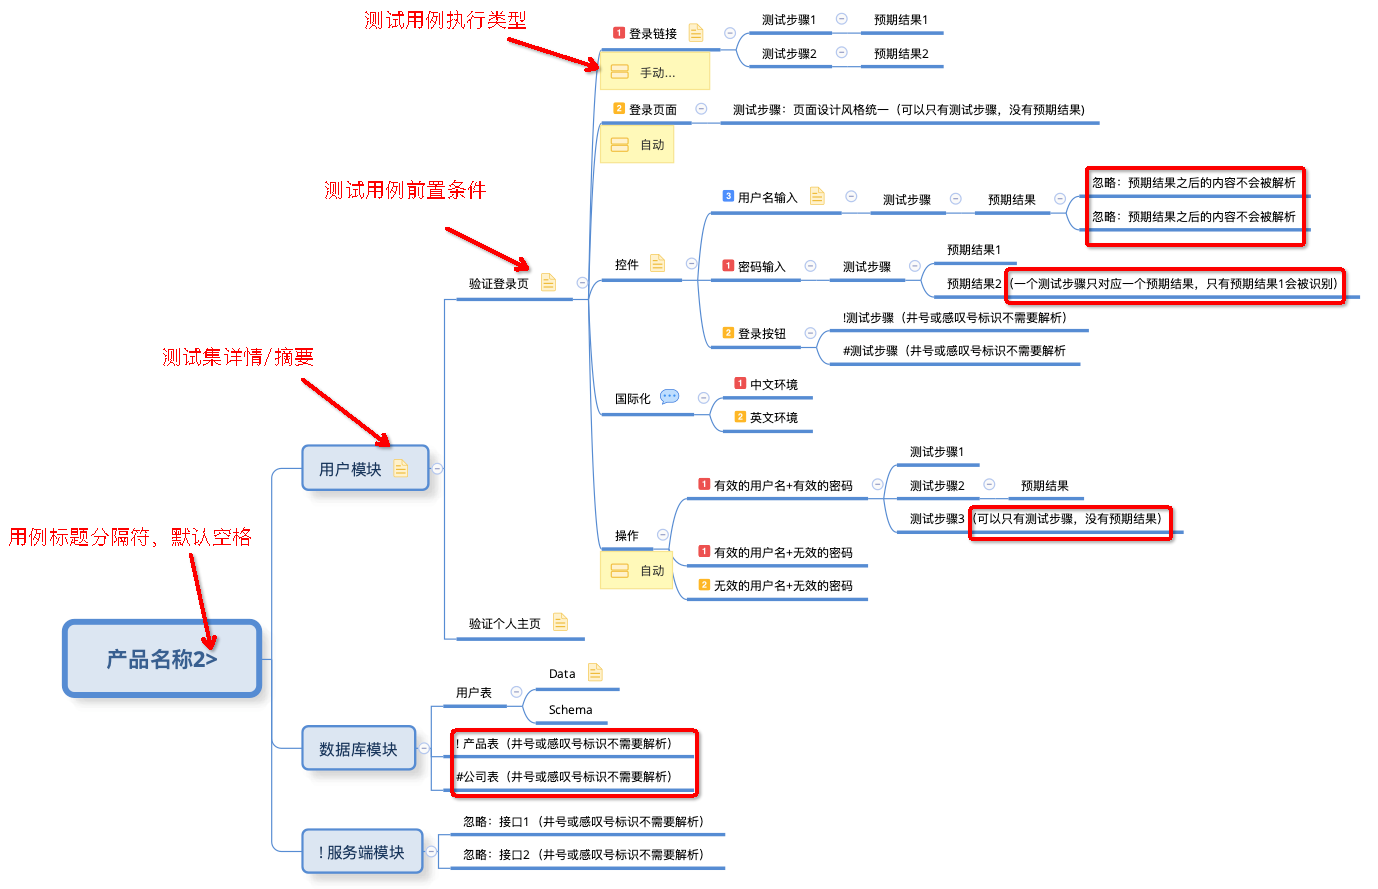 测试用例执行类型
1 登录链接
测试步骤1
预期结果1
测试步骤2
预期结果2
手动...
2 登录页面
测试步骤：页面设计风格统一（可以只有测试步骤，没有预期结果）
自动
测试用例前置条件
3 用户名输入
测试步骤
预期结果
忽略：预期结果之后的内容不会被解析
忽略：预期结果之后的内容不会被解析
控件
1 密码输入
测试步骤
预期结果1
预期结果2（一个测试步骤只对应一个预期结果，只有预期结果1会被识别）
验证登录页
2 登录按钮
!测试步骤（井号或感叹号标识不需要解析）
#测试步骤（井号或感叹号标识不需要解析
测试集详情/摘要
国际化
1 中文环境
2 英文环境
用户模块
操作
自动
1 有效的用户名+有效的密码
测试步骤1
测试步骤2
预期结果
测试步骤3（可以只有测试步骤，没有预期结果）
1 有效的用户名+无效的密码
2 无效的用户名+无效的密码
用例标题分隔符，默认空格
验证个人主页
产品名称2>
用户表
Data
Schema
数据库模块
! 产品表（井号或感叹号标识不需要解析）
#公司表（井号或感叹号标识不需要解析）
! 服务端模块
忽略：接口1（井号或感叹号标识不需要解析）
忽略：接口2（井号或感叹号标识不需要解析）